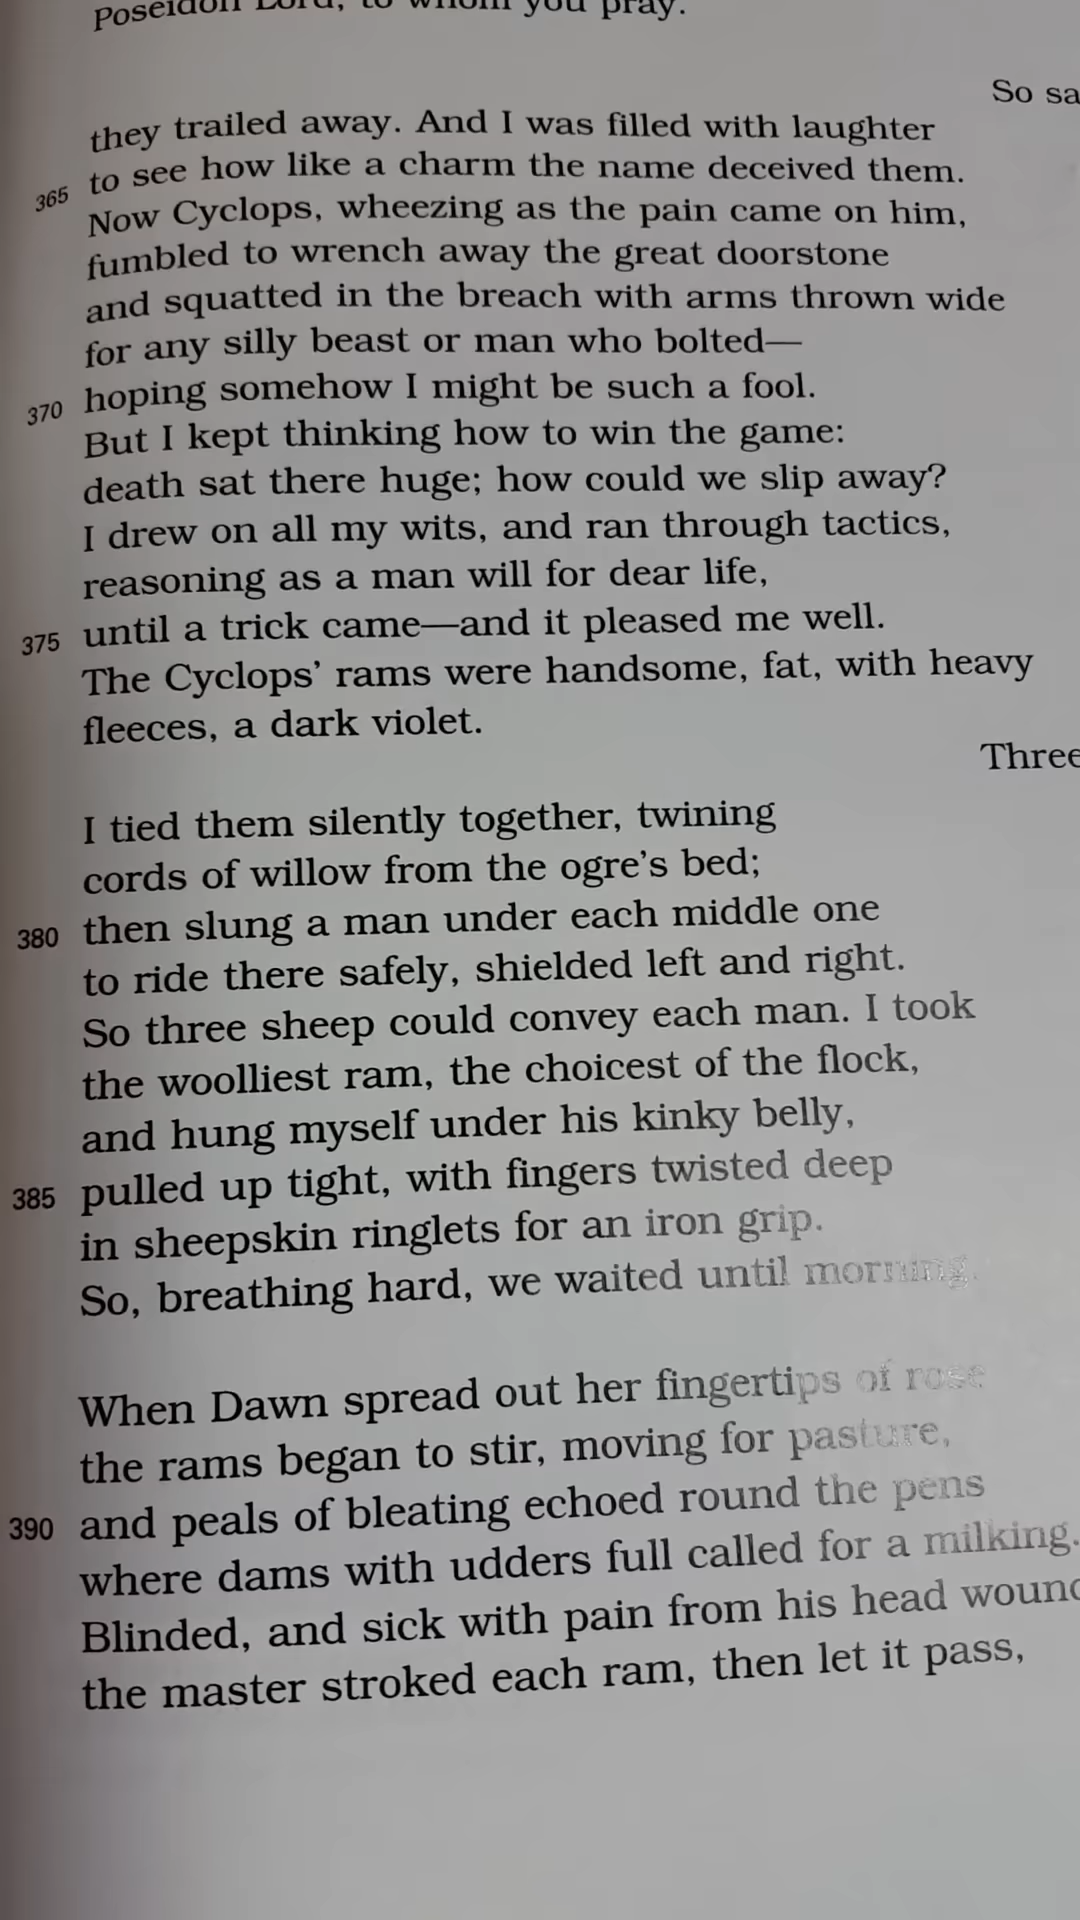 Poseidon Lord, to whom you pray.'
So sa
they trailed away. And I was filled with laughter
to see how like a charm the name deceived them.
365
Now Cyclops, wheezing as the pain came on him,
fumbled to wrench away the great doorstone
and squatted in the breach with arms thrown wide
for any silly beast or man who bolted—
370 hoping somehow I might be such a fool.
But I kept thinking how to win the game:
death sat there huge; how could we slip away?
I drew on all my wits, and ran through tactics,
reasoning as a man will for dear life,
375 until a trick came—and it pleased me well.
The Cyclops' rams were handsome, fat, with heavy
fleeces, a dark violet.
Three
I tied them silently together, twining
cords of willow from the ogre's bed;
380 then slung a man under each middle one
to ride there safely, shielded left and right.
So three sheep could convey each man. I took
the woolliest ram, the choicest of the flock,
and hung myself under his kinky belly,
385 pulled up tight, with fingers twisted deep
in sheepskin ringlets for an iron grip.
So, breathing hard, we waited until morning.
When Dawn spread out her fingertips of rose
the rams began to stir, moving for pasture,
390 and peals of bleating echoed round the pens
where dams with udders full called for a milking.
Blinded, and sick with pain from his head wound
the master stroked each ram, then let it pass,